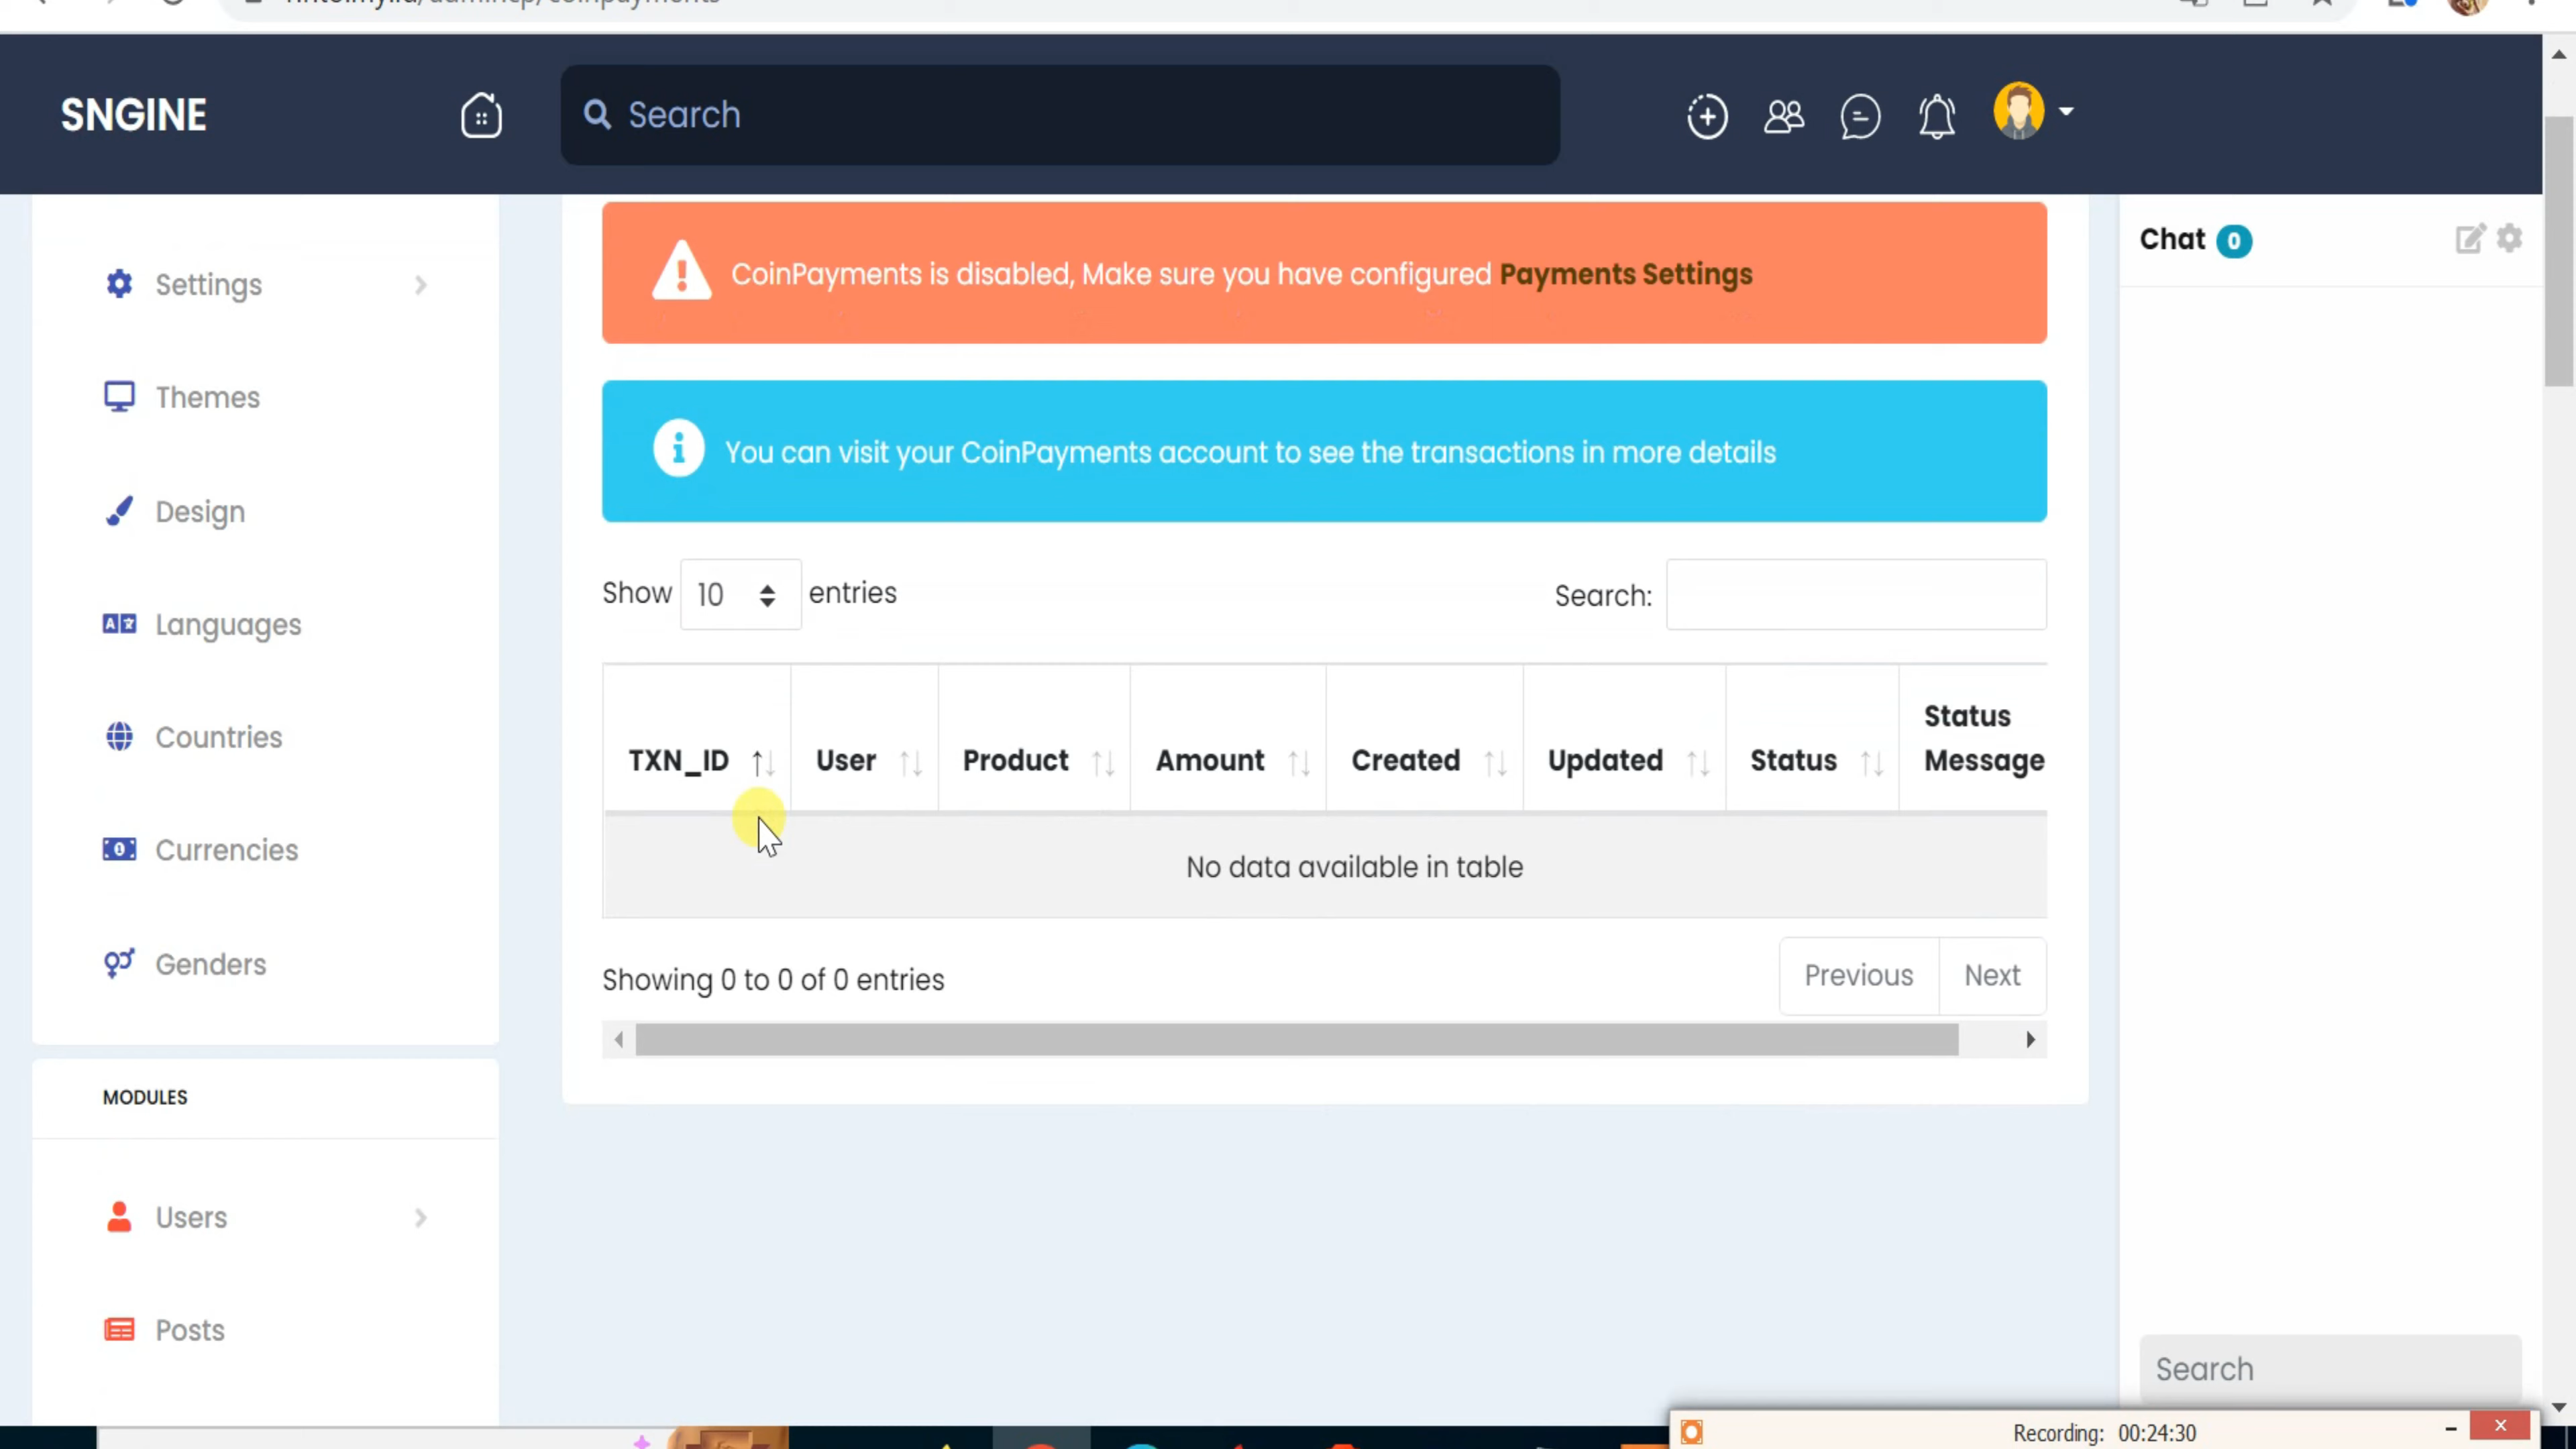 SNGINE
Search
Settings
Themes
Design
Languages
Countries
Currencies
Genders
MODULES
Users
Posts
CoinPayments is disabled, Make sure you have configured Payments Settings
You can visit your CoinPayments account to see the transactions in more details
Show 10 entries
Search:
TXN_ID User Product Amount Created Updated Status Status Message
No data available in table
Showing 0 to 0 of 0 entries
Previous Next
Chat 0
Search
Recording: 00:24:30